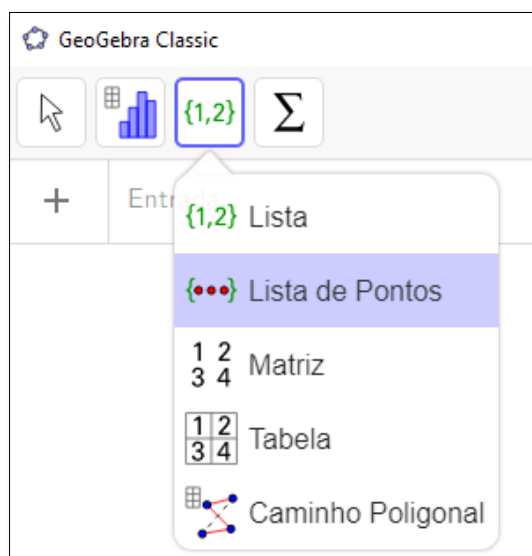 GeoGebra Classic
{1,2} Σ
+ Entr
{1,2} Lista
Lista de Pontos
1 2
3 4
Matriz
1 2
3 4
Tabela
Caminho Poligonal